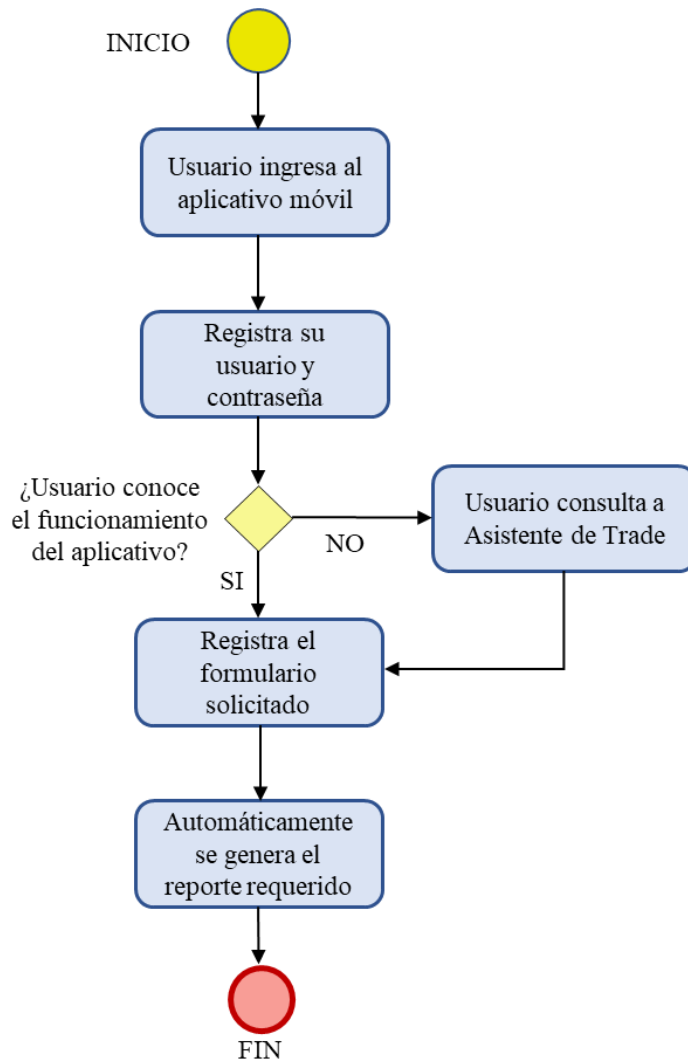 INICIO
Usuario ingresa al
aplicativo móvil
Registra su
usuario y
contraseña
¿Usuario conoce
el funcionamiento
del aplicativo?
NO
SI
Usuario consulta a
Asistente de Trade
Registra el
formulario
solicitado
Automáticamente
se genera el
reporte requerido
FIN